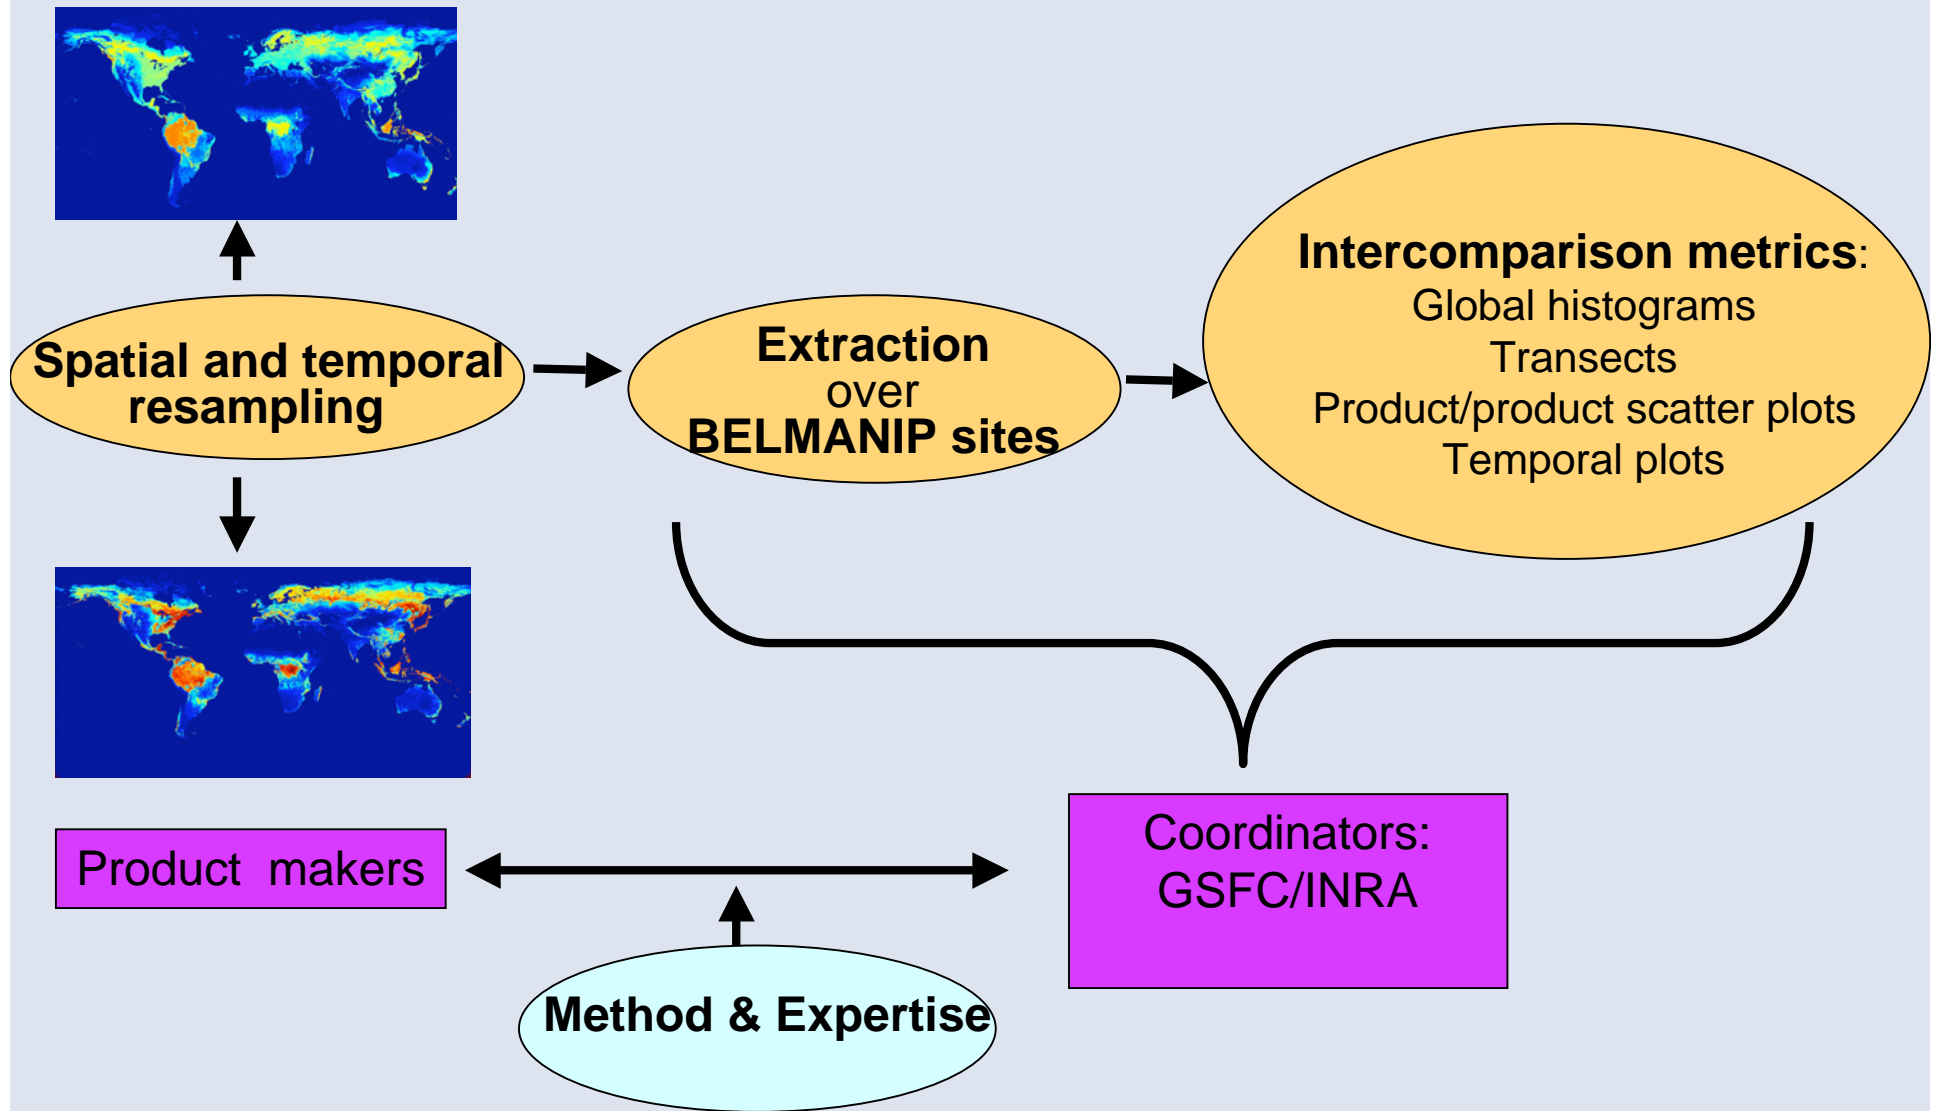 Spatial and temporal
resampling
Extraction
over
BELMANIP sites
Intercomparison metrics:
Global histograms
Transects
Product/product scatter plots
Temporal plots
Product makers
Coordinators:
GSFC/INRA
Method & Expertise